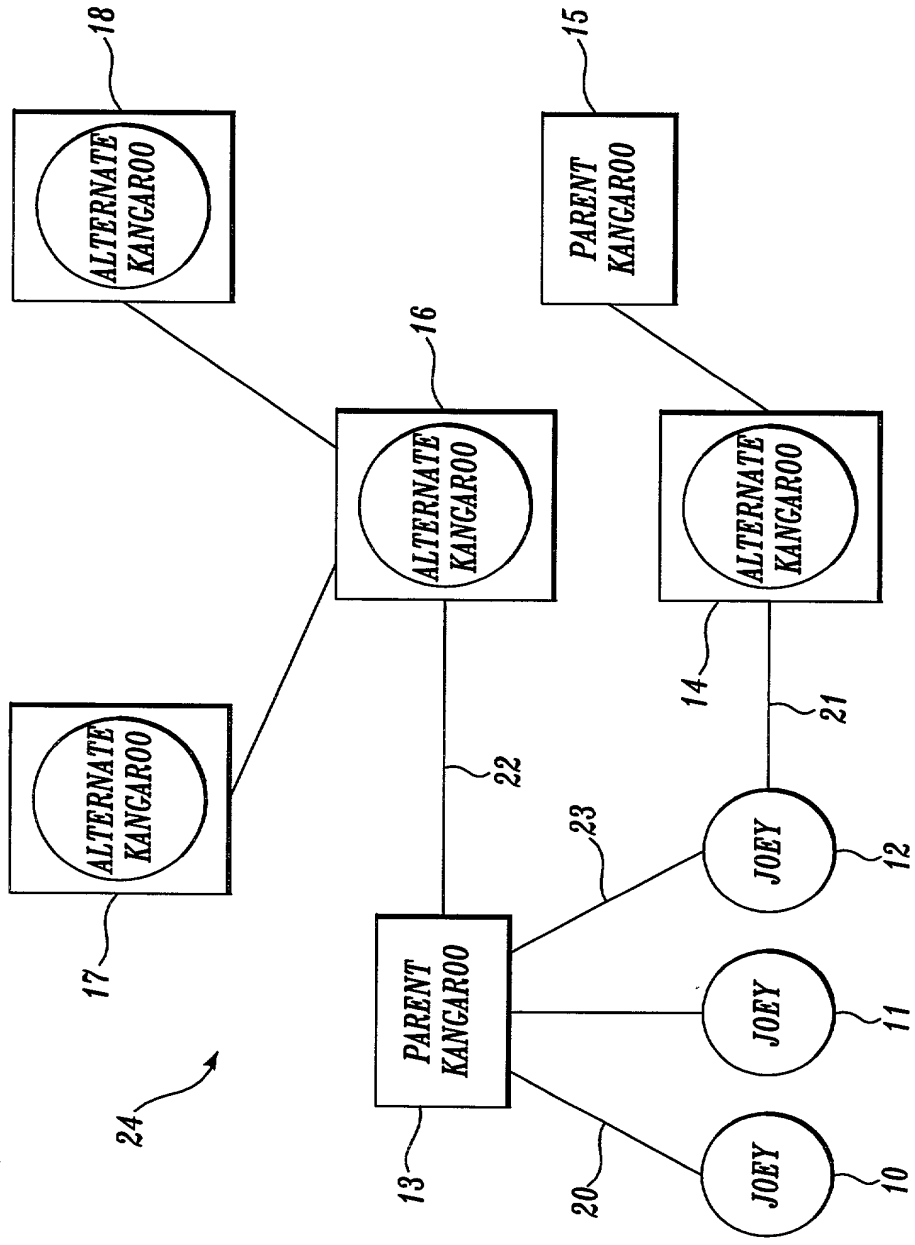 24
17
ALTERNATE
KANGAROO
18
ALTERNATE
KANGAROO
13
PARENT
KANGAROO
22
16
ALTERNATE
KANGAROO
15
PARENT
KANGAROO
20
23
10
JOEY
11
JOEY
12
JOEY
21
14
ALTERNATE
KANGAROO